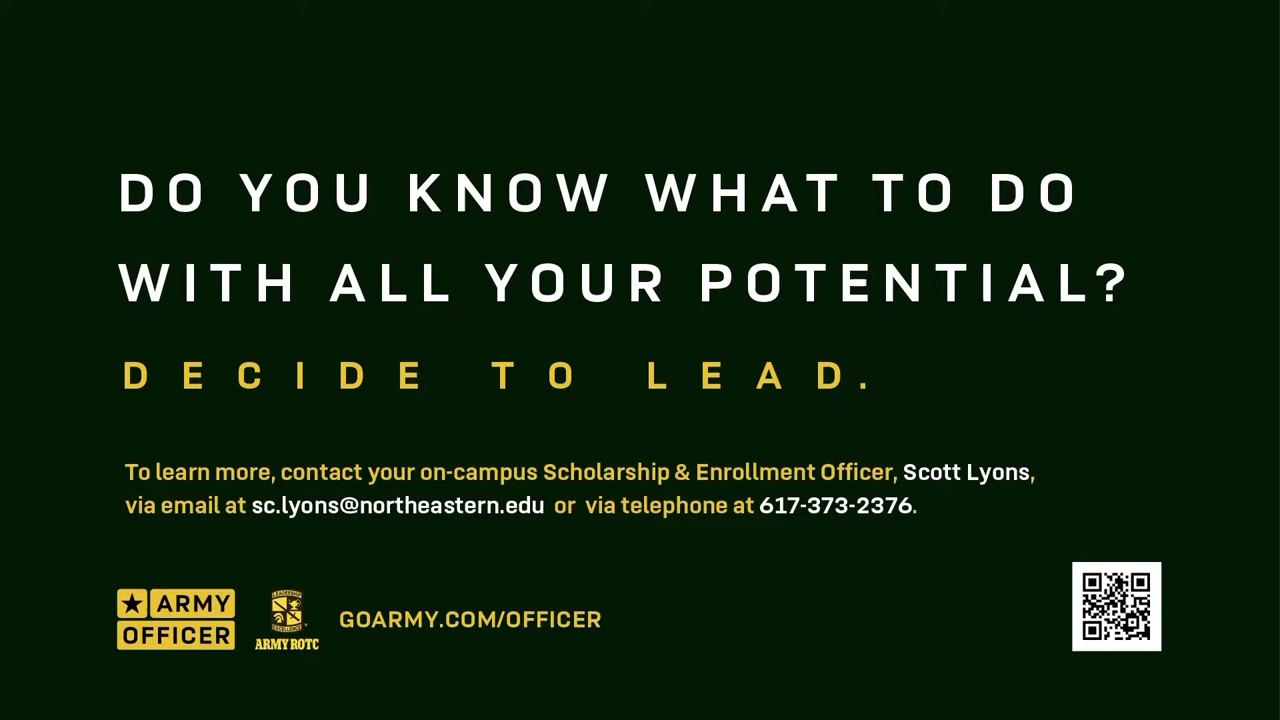 DO YOU KNOW WHAT TO DO
WITH ALL YOUR POTENTIAL?
DECIDE TO LEAD.
To learn more, contact your on-campus Scholarship & Enrollment Officer, Scott Lyons,
via email at sc.lyons@northeastern.edu or via telephone at 617-373-2376.
ARMY
OFFICER
LEADERSHIP
EXCELLENCE
ARMY ROTC
GOARMY.COM/OFFICER